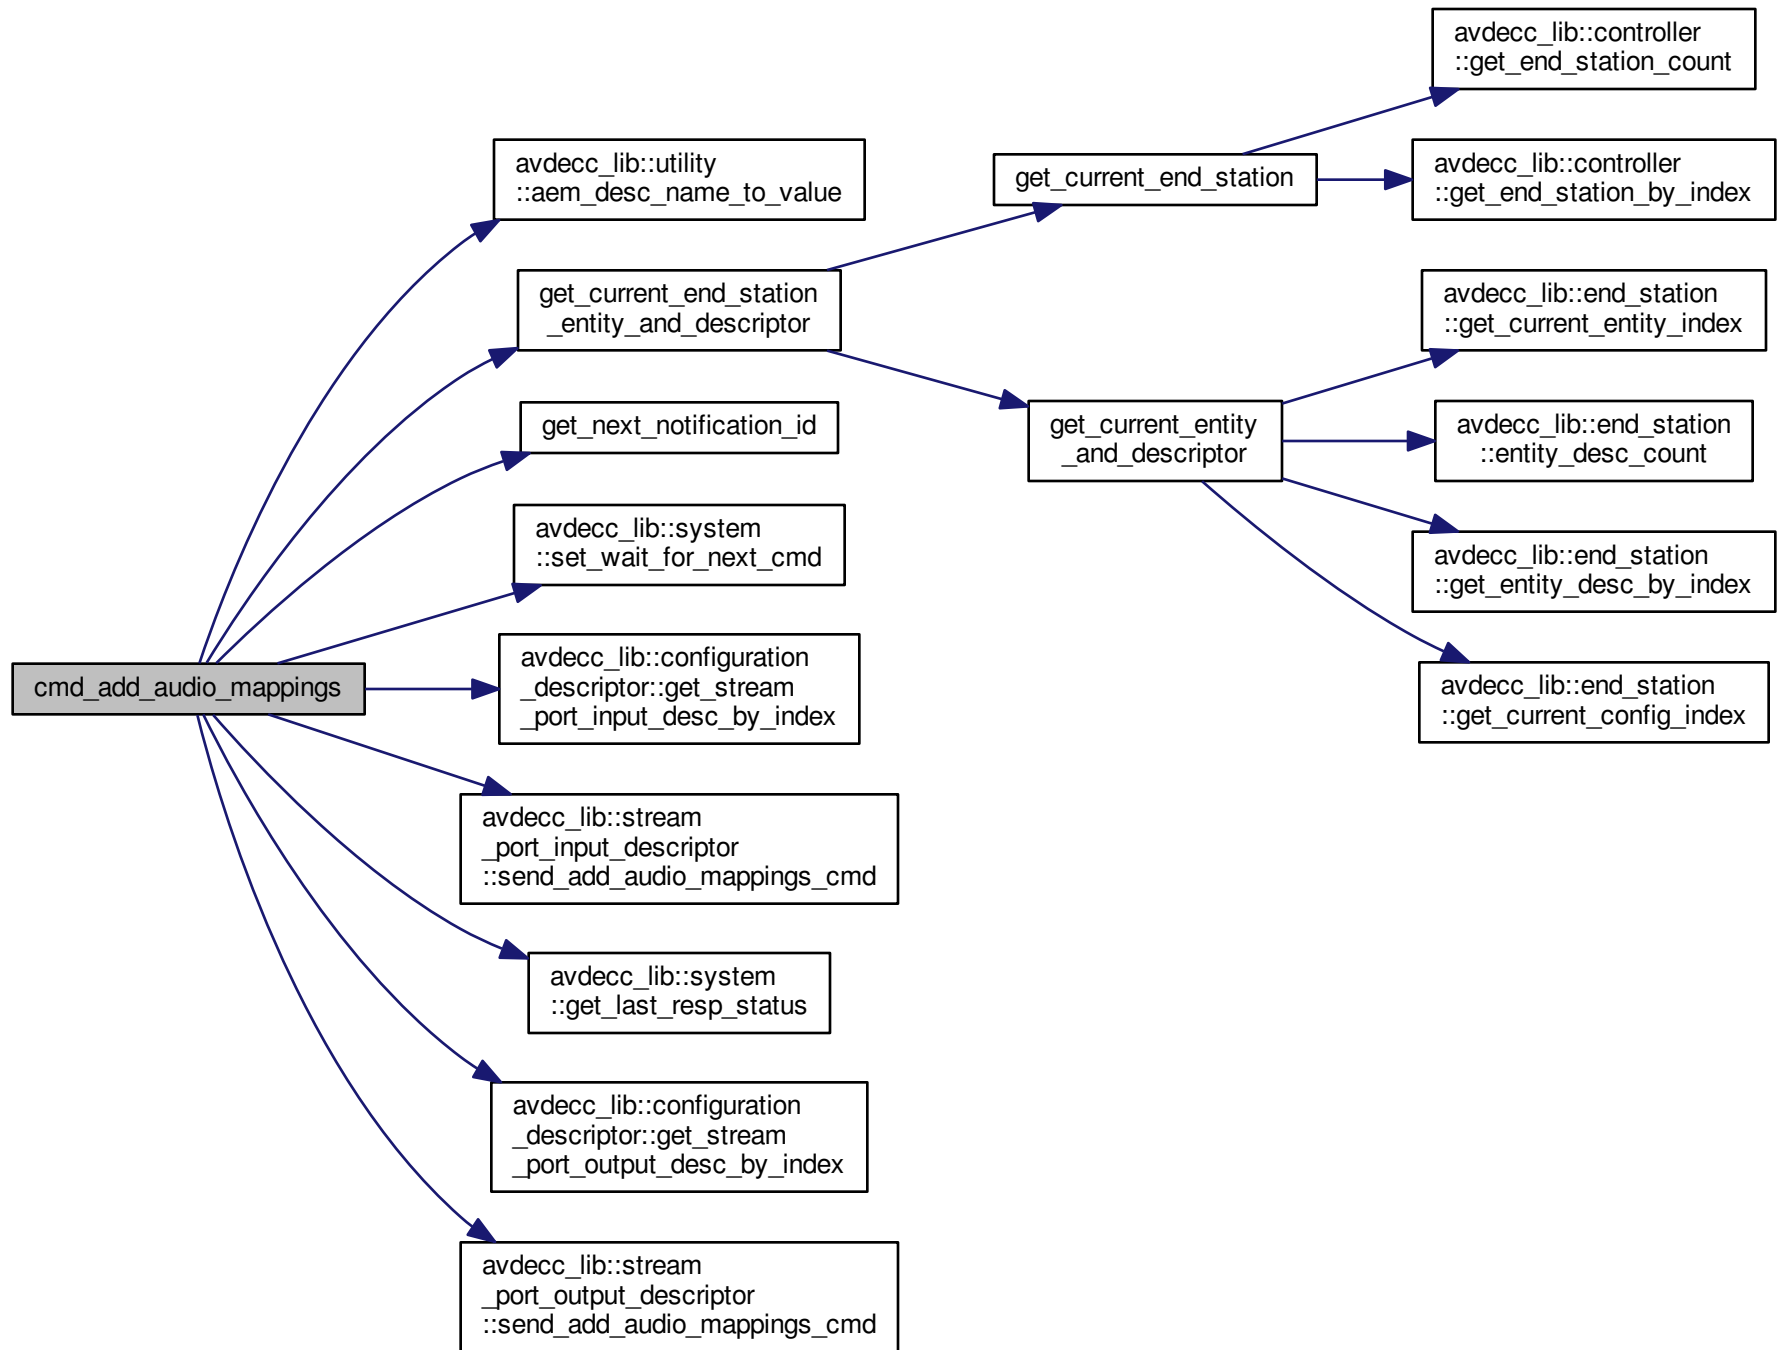 cmd_add_audio_mappings
avdecc_lib::utility
::aem_desc_name_to_value
get_current_end_station
_entity_and_descriptor
get_next_notification_id
avdecc_lib::system
::set_wait_for_next_cmd
avdecc_lib::configuration
_descriptor::get_stream
_port_input_desc_by_index
avdecc_lib::stream
_port_input_descriptor
::send_add_audio_mappings_cmd
avdecc_lib::system
::get_last_resp_status
avdecc_lib::configuration
_descriptor::get_stream
_port_output_desc_by_index
avdecc_lib::stream
_port_output_descriptor
::send_add_audio_mappings_cmd
get_current_end_station
get_current_entity
_and_descriptor
avdecc_lib::controller
::get_end_station_count
avdecc_lib::controller
::get_end_station_by_index
avdecc_lib::end_station
::get_current_entity_index
avdecc_lib::end_station
::entity_desc_count
avdecc_lib::end_station
::get_entity_desc_by_index
avdecc_lib::end_station
::get_current_config_index